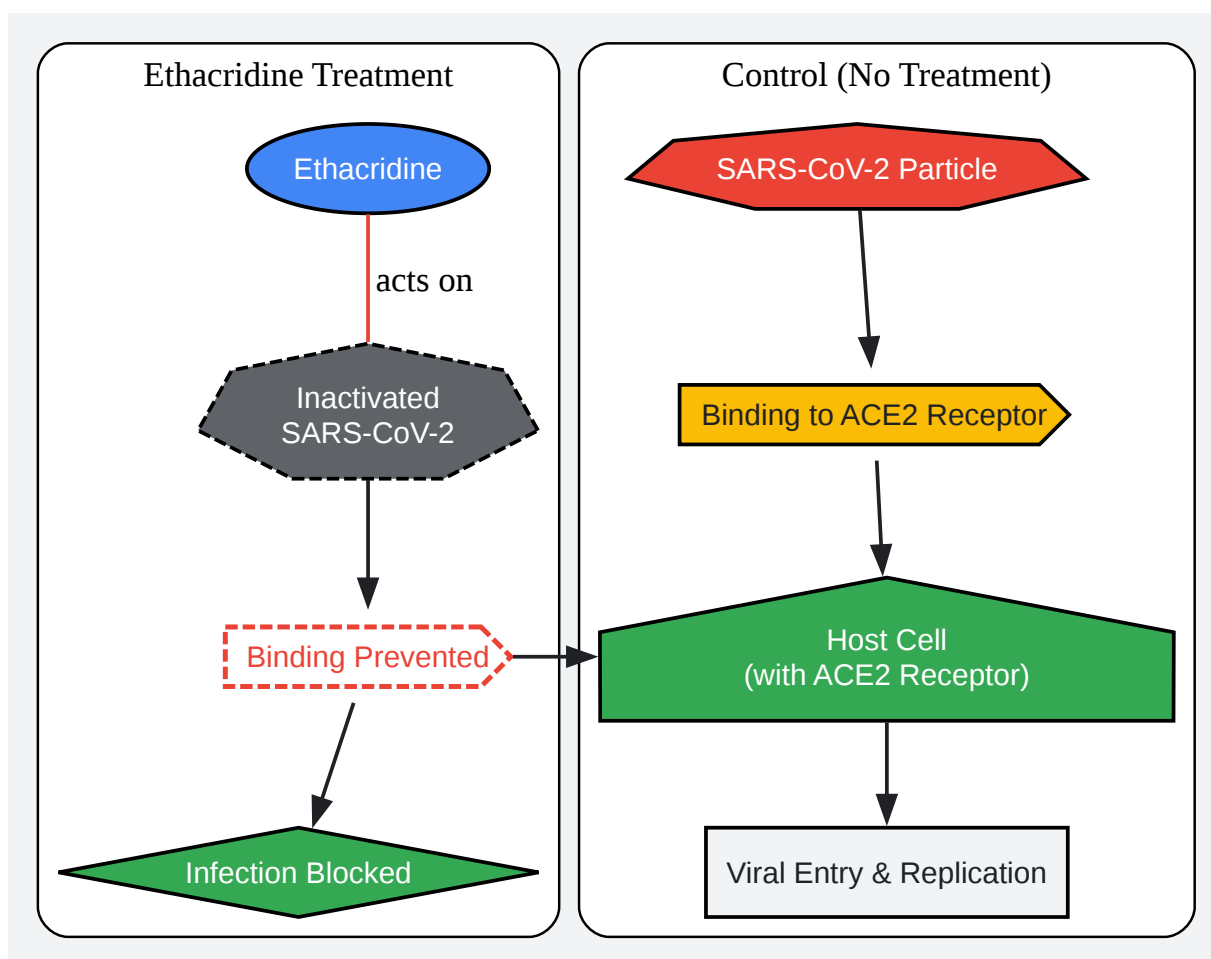 Ethacridine Treatment
Ethacridine
acts on
Inactivated
SARS-CoV-2
Binding Prevented
Infection Blocked
Control (No Treatment)
SARS-CoV-2 Particle
Binding to ACE2 Receptor
Host Cell
(with ACE2 Receptor)
Viral Entry & Replication